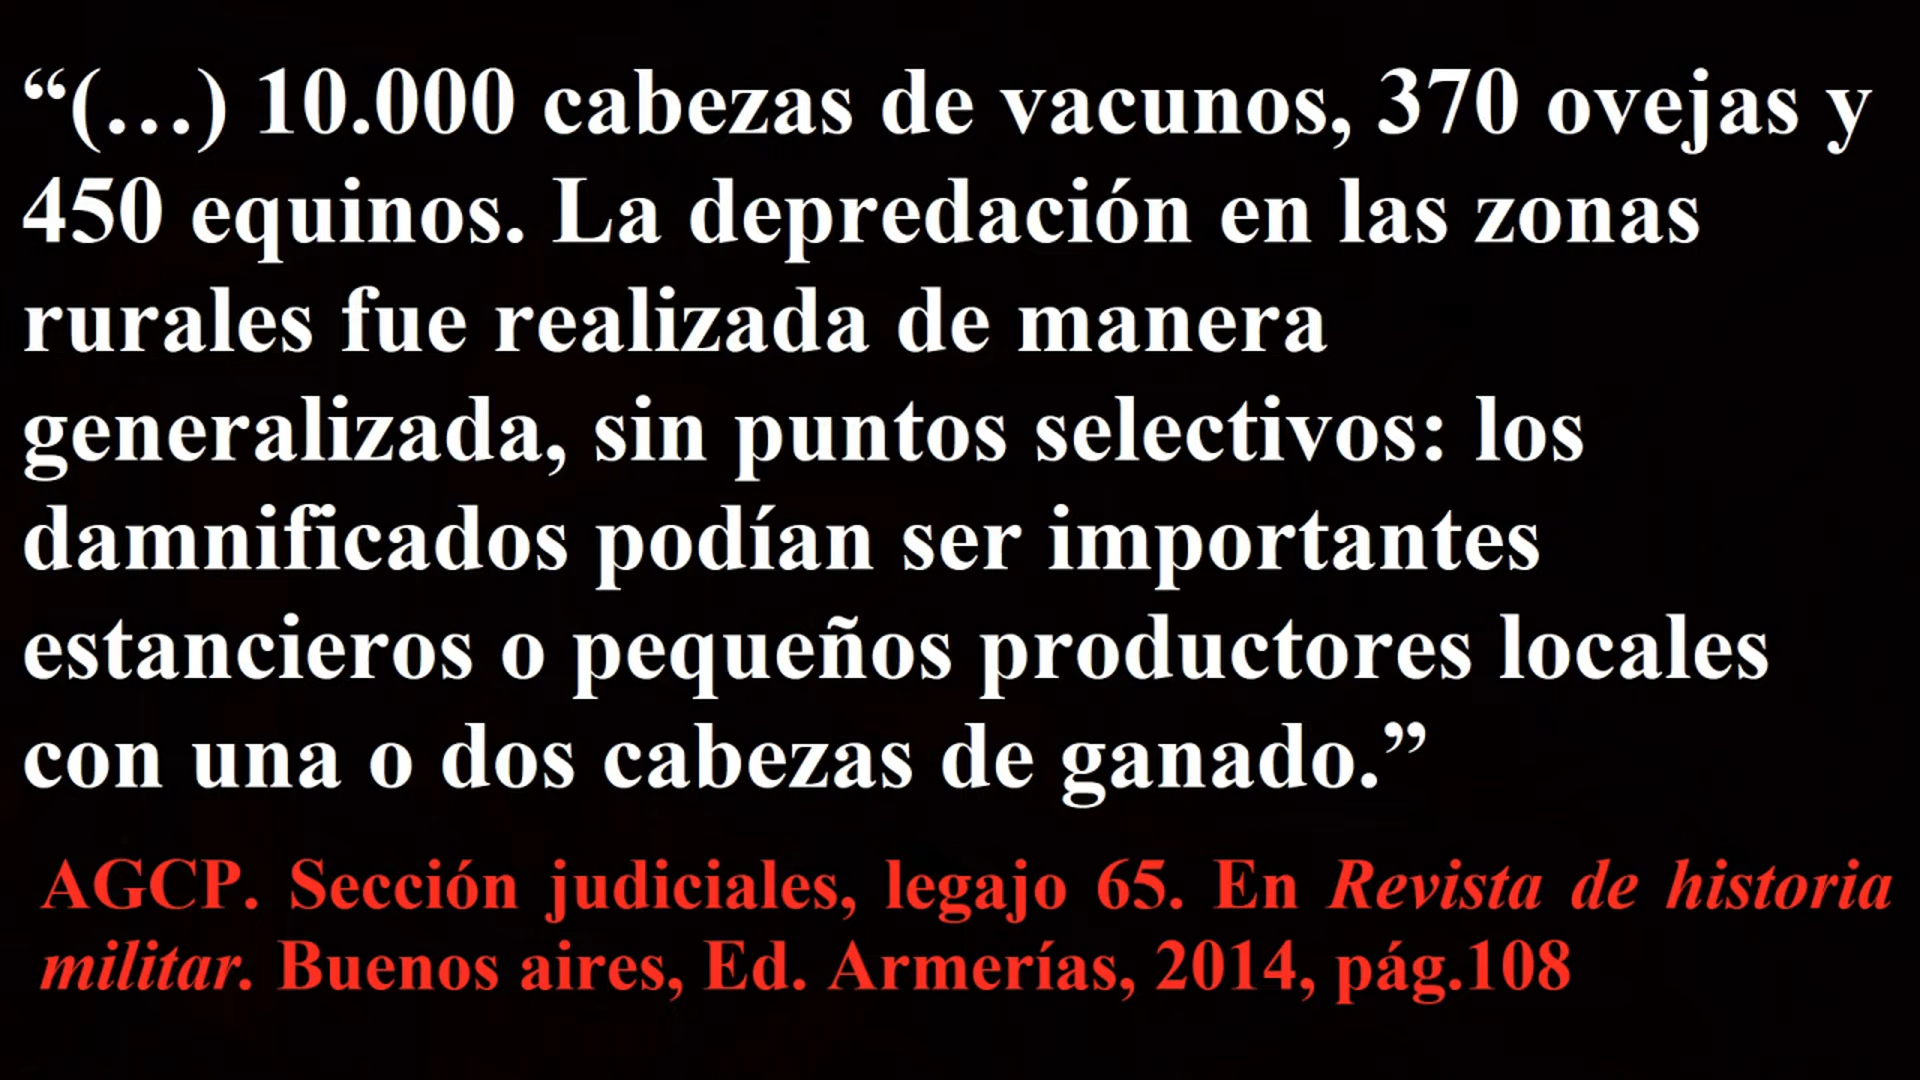 “(…) 10.000 cabezas de vacunos, 370 ovejas y
450 equinos. La depredación en las zonas
rurales fue realizada de manera
generalizada, sin puntos selectivos: los
damnificados podían ser importantes
estancieros o pequeños productores locales
con una o dos cabezas de ganado.”
AGCP. Sección judiciales, legajo 65. En Revista de historia
militar. Buenos aires, Ed. Armerías, 2014, pág.108